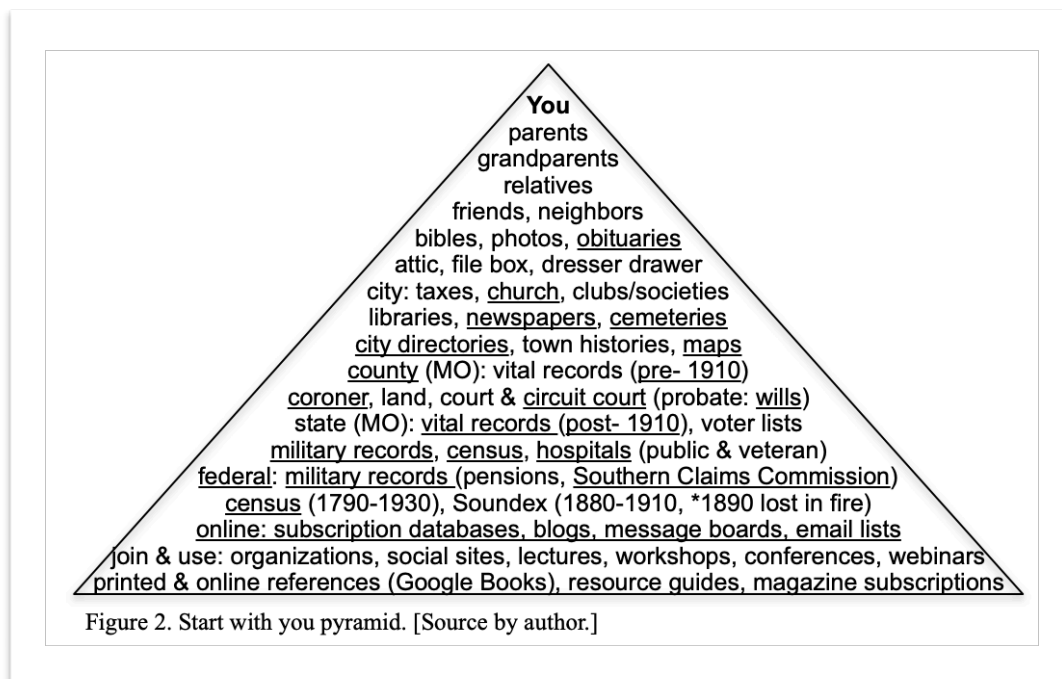 You
parents
grandparents
relatives
friends, neighbors
bibles, photos, obituaries
attic, file box, dresser drawer
city: taxes, church, clubs/societies
libraries, newspapers, cemeteries
city directories, town histories, maps
county (MO): vital records (pre- 1910)
coroner, land, court & circuit court (probate: wills)
state (MO): vital records (post- 1910), voter lists
military records, census, hospitals (public & veteran)
federal: military records (pensions, Southern Claims Commission)
census (1790-1930), Soundex (1880-1910, *1890 lost in fire)
online: subscription databases, blogs, message boards, email lists
join & use: organizations, social sites, lectures, workshops, conferences, webinars
printed & online references (Google Books), resource guides, magazine subscriptions
Figure 2. Start with you pyramid. [Source by author.]